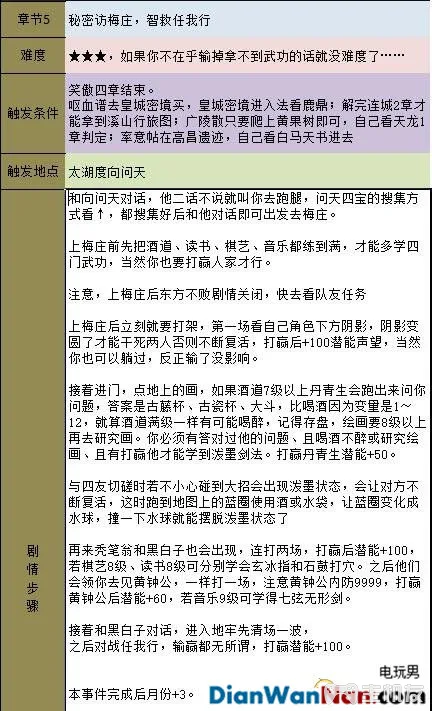 章节5
秘密访梅庄，智救任我行
难度
★★★，如果你不在乎输掉拿不到武功的话就没难度了……
触发条件
笑傲四章结束。
呕血谱去皇城密境买，皇城密境进入法看鹿鼎；解完连城2章才
能拿到溪山行旅图；广陵散只要爬上黄果树即可，自己看天龙1
章判定；率意帖在高昌遗迹，自己看白马天书进去
触发地点
太湖度向问天
剧情步骤
和向问天对话，他二话不说就叫你去跑腿，问天四宝的搜集方
式看↑，都搜集好后和他对话即可出发去梅庄。
上梅庄前先把酒道、读书、棋艺、音乐都练到满，才能多学四
门武功，当然你也要打赢人家才行。
注意，上梅庄后东方不败剧情关闭，快去看队友任务
上梅庄后立刻就要打架，第一场看自己角色下方阴影，阴影变
圆了才能干死两人否则不断复活，打赢后+100潜能声望，当然
你也可以躺过，反正输了没影响。
接着进门，点地上的画，如果酒道7级以上丹青生会跑出来问你
问题，答案是古藤杯、古瓷杯、大斗，比喝酒因为变量是1～
12，就算酒道满级一样有可能喝醉，记得存盘，绘画要8级以上
再去研究画。你必须有答对过他的问题、且喝酒不醉或研究绘
画、且有打赢他才能学到泼墨剑法。打赢丹青生潜能+50。
与四友切磋时若不小心碰到大招会出现泼墨状态，会让对方不
断复活，这时跑到地图上的蓝圈使用酒或水袋，让蓝圈变化成
水球，撞一下水球就能摆脱泼墨状态了
再来秃笔翁和黑白子也会出现，连打两场，打赢后潜能+100，
若棋艺8级、读书8级可分别学会玄冰指和石鼓打穴。之后他们
会领你去见黄钟公，一样打一场，注意黄钟公内防9999，打赢
黄钟公后潜能+60，若音乐9级可学得七弦无形剑。
接着和黑白子对话，进入地牢先清场一波，
之后对战任我行，输赢都无所谓，打赢潜能+100。
本事件完成后月份+3。
电玩男
DianWanNan.com